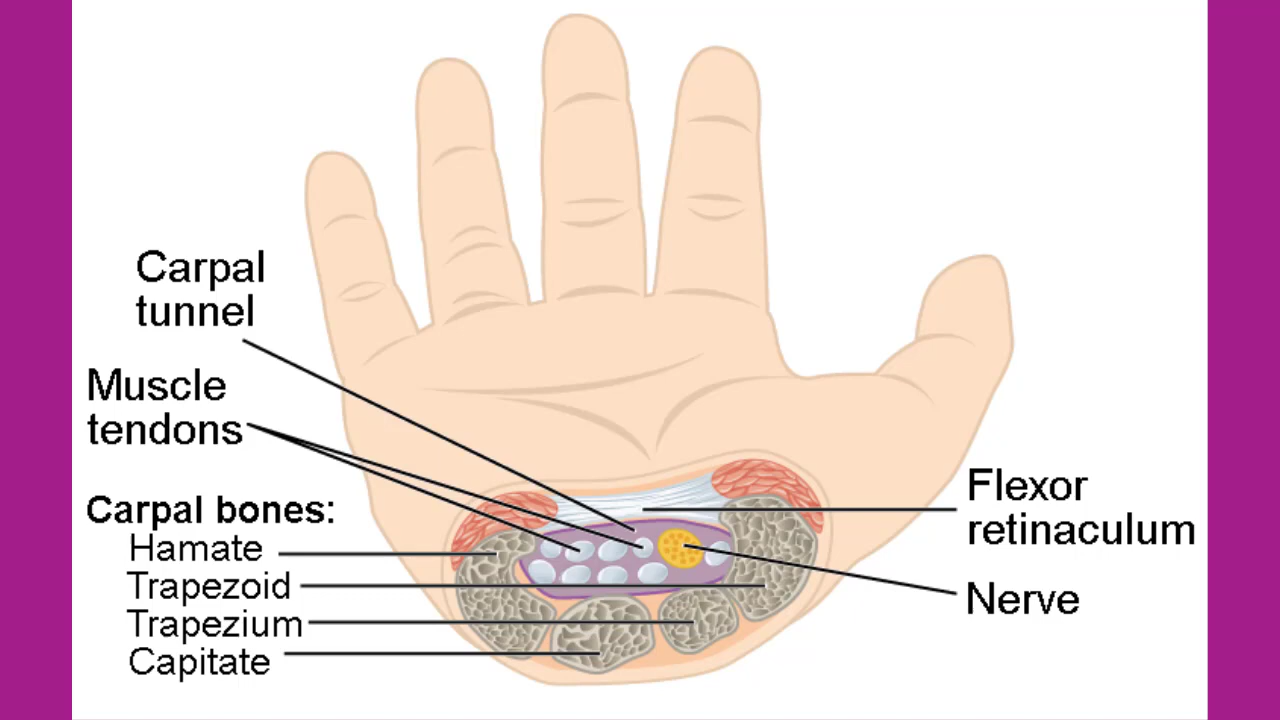 Carpal
tunnel
Muscle
tendons
Carpal bones:
Hamate
Trapezoid
Trapezium
Capitate
Flexor
retinaculum
Nerve